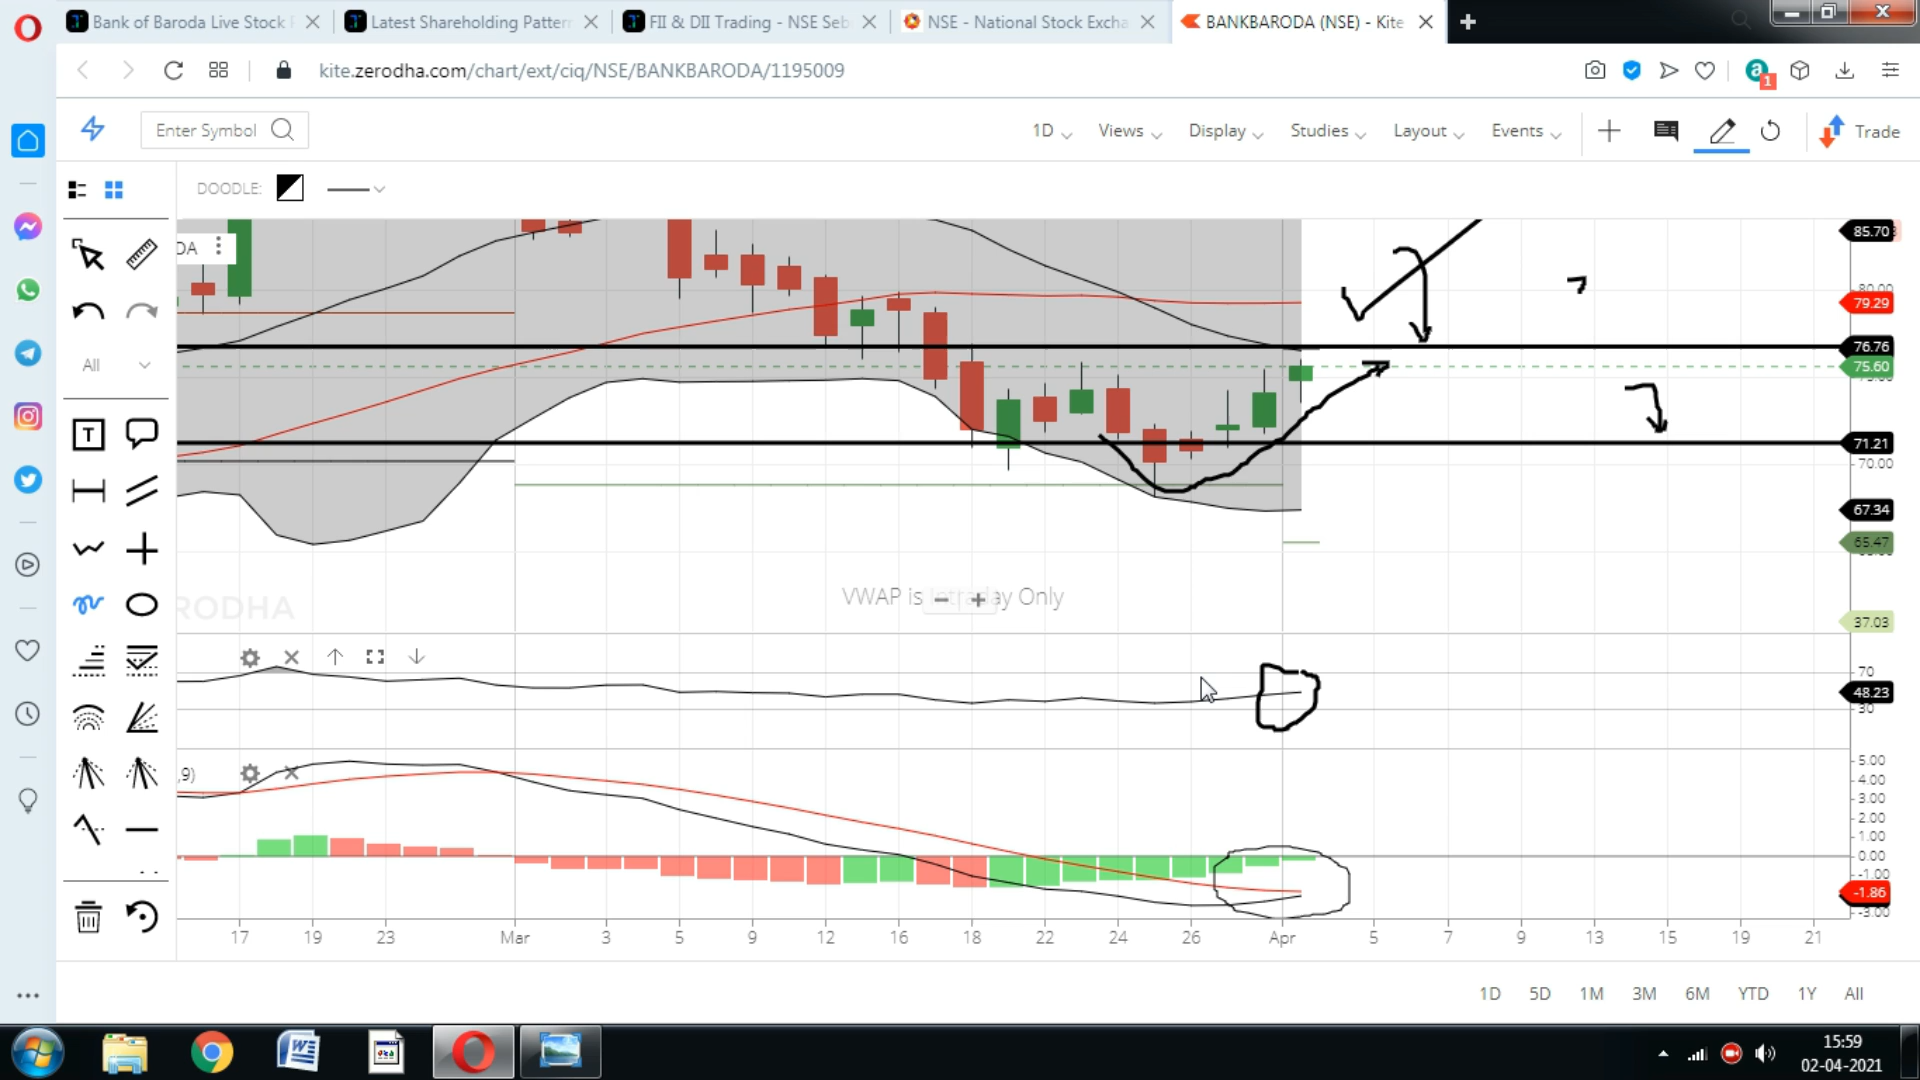 Bank of Baroda Live Stock
Latest Shareholding Pattern
FII & DII Trading - NSE Seb
NSE - National Stock Excha
BANKBARODA (NSE) - Kite
kite.zerodha.com/chart/ext/ciq/NSE/BANKBARODA/1195009
1
Enter Symbol
1D
Views
Display
Studies
Layout
Events
Trade
DOODLE:
DA
All
T
85.70
80.00
79.29
76.76
75.60
71.21
70.00
67.34
65.47
VWAP is
ay Only
RODHA
37.03
70
48.23
30
,9)
5.00
4.00
3.00
2.00
1.00
0.00
-1.00
-1.86
-3.00
17
19
23
Mar
3
5
9
12
16
18
22
24
26
Apr
5
7
9
13
15
19
21
1D
5D
1M
3M
6M
YTD
1Y
All
15:59
02-04-2021